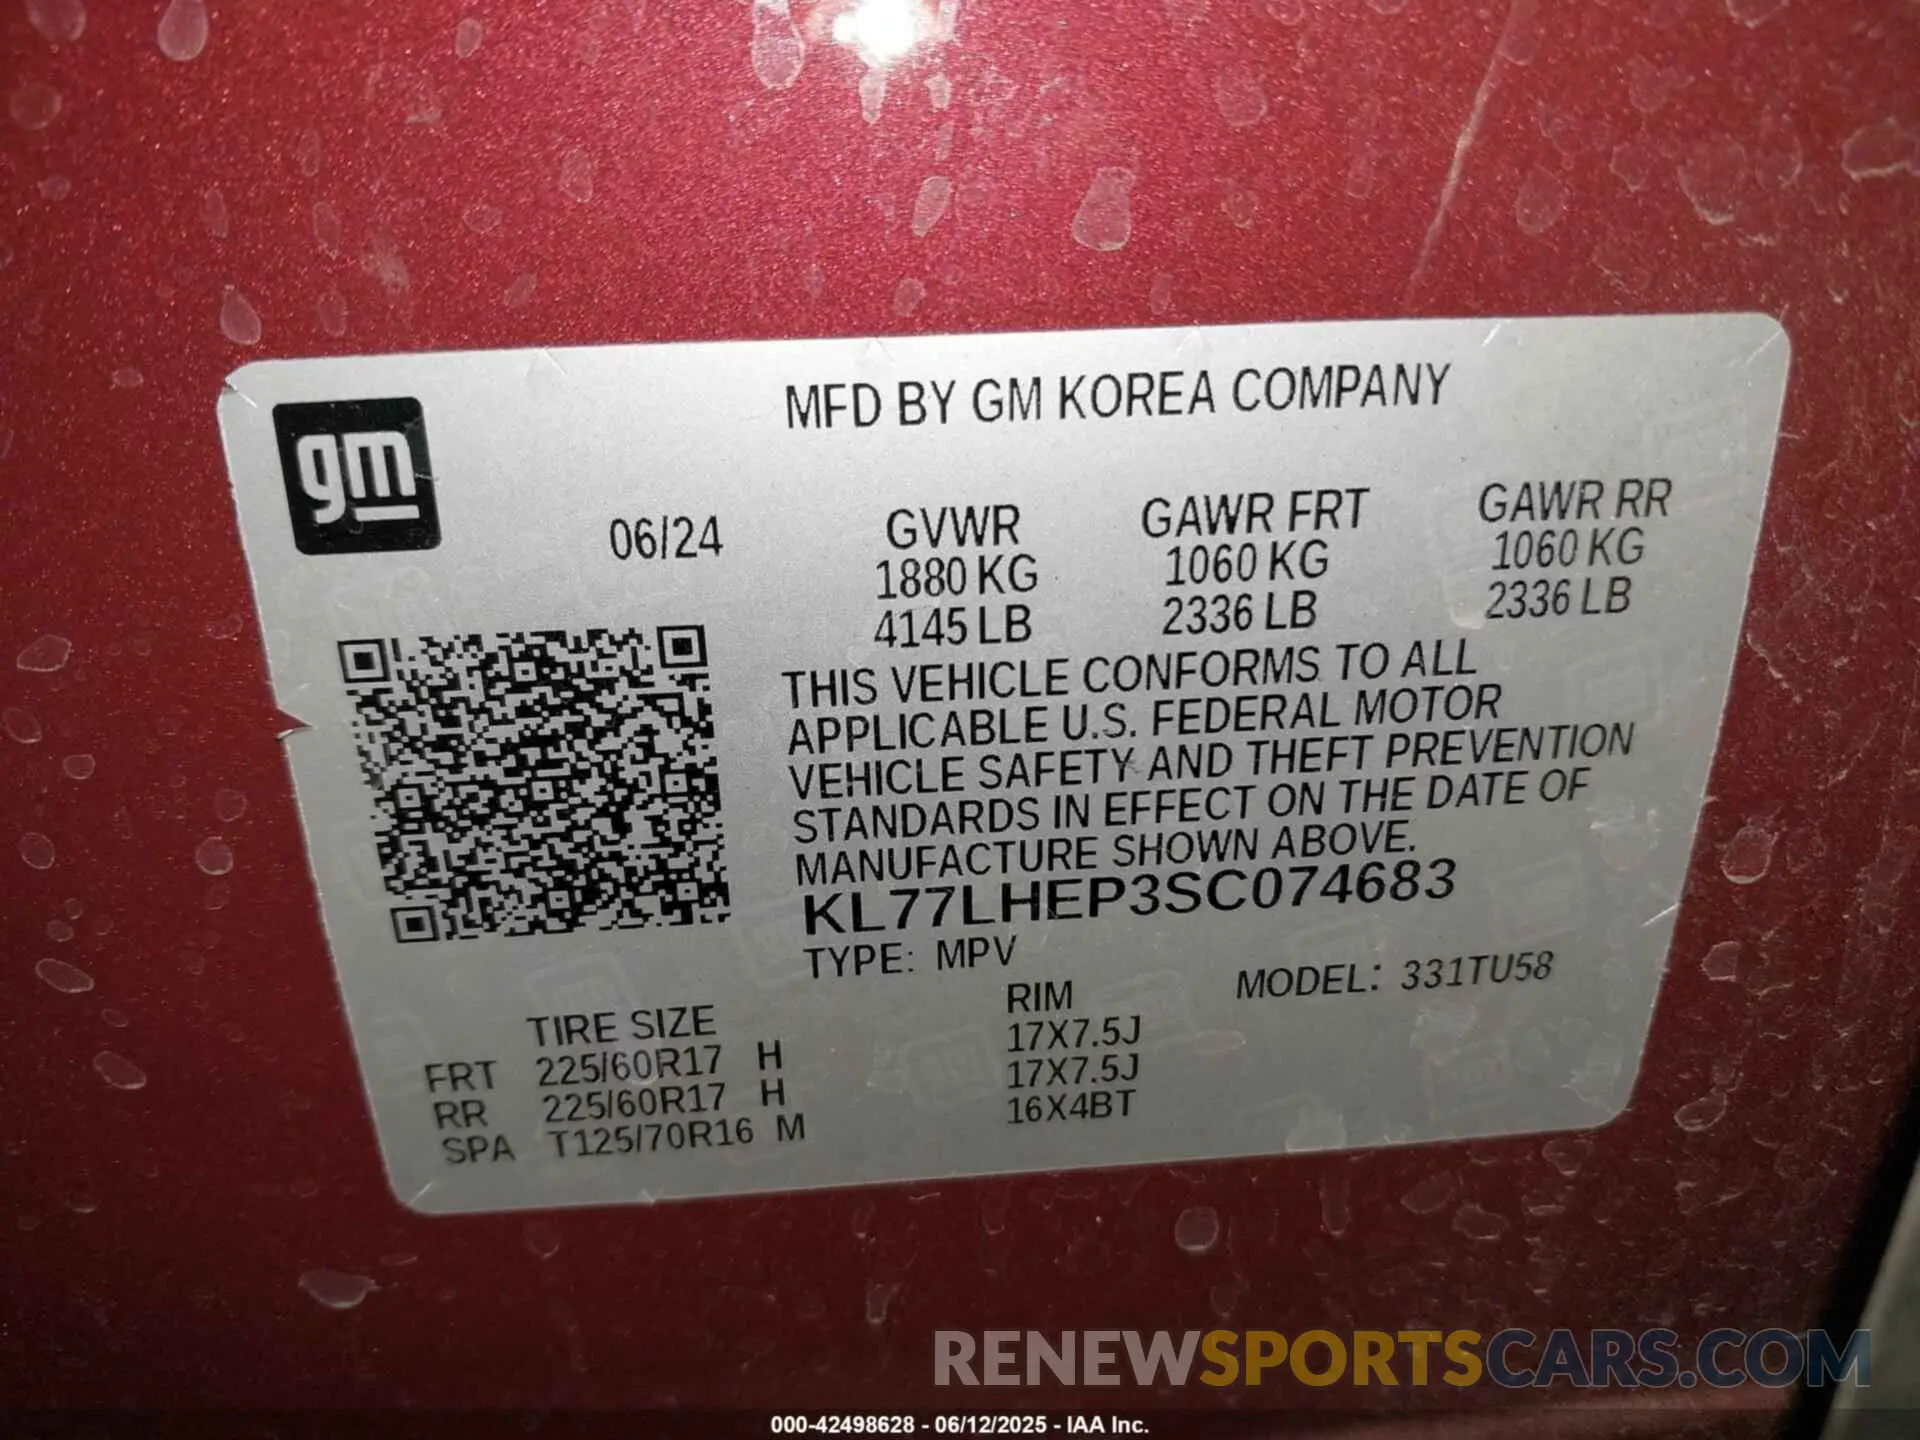 gm
MFD BY GM KOREA COMPANY
06/24
GVWR GAWR FRT GAWR RR
1880 KG 1060 KG 1060 KG
4145 LB 2336 LB 2336 LB
THIS VEHICLE CONFORMS TO ALL
APPLICABLE U.S. FEDERAL MOTOR
VEHICLE SAFETY AND THEFT PREVENTION
STANDARDS IN EFFECT ON THE DATE OF
MANUFACTURE SHOWN ABOVE.
KL77LHEP3SC074683
TYPE: MPV MODEL: 331TU58
TIRE SIZE RIM
FRT 225/60R17 H 17X7.5J
RR 225/60R17 H 17X7.5J
SPA T125/70R16 M 16X4BT
RENEWSPORTSCARS.COM
000-42498628 - 06/12/2025 - IAA Inc.